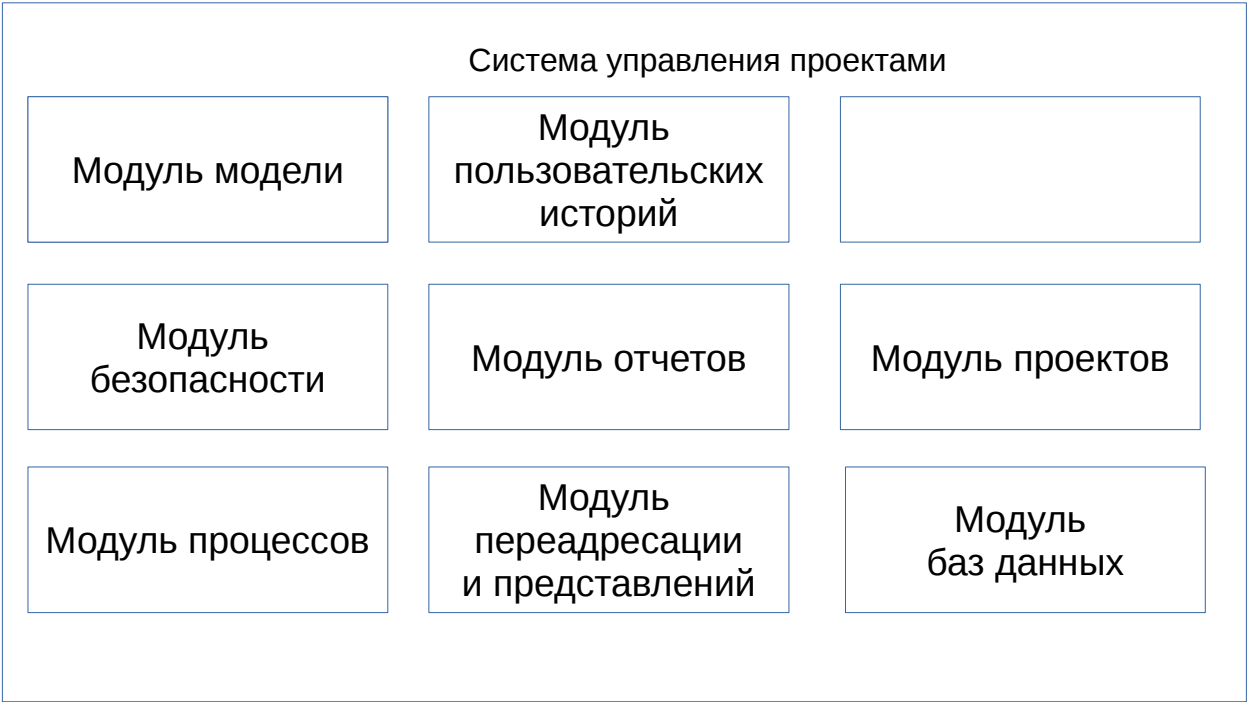 Система управления проектами
Модуль модели
Модуль
пользовательских
историй
Модуль
безопасности
Модуль отчетов
Модуль проектов
Модуль процессов
Модуль
переадресации
и представлений
Модуль
баз данных